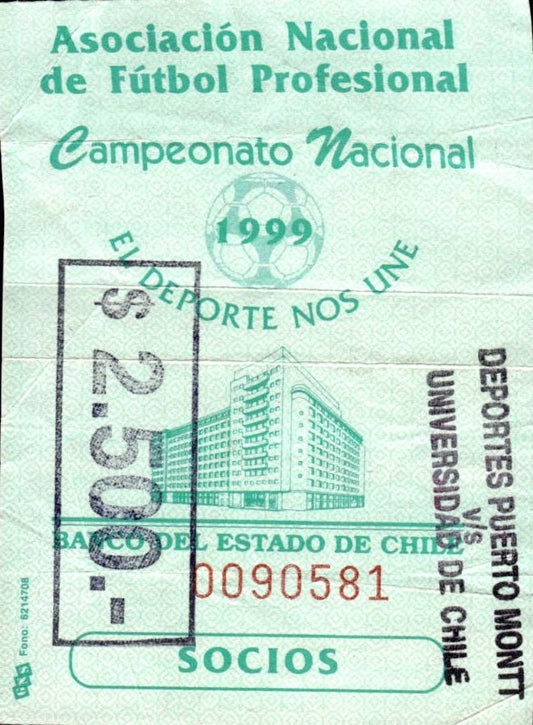 Asociación Nacional
de Fútbol Profesional
Campeonato Nacional
1999
EL DEPORTE NOS UNE
$ 2.500.-
DEPORTES PUERTO MONTT
V/S
UNIVERSIDAD DE CHILE
BANCO DEL ESTADO DE CHILE
0090581
SOCIOS
Fono: 6214708